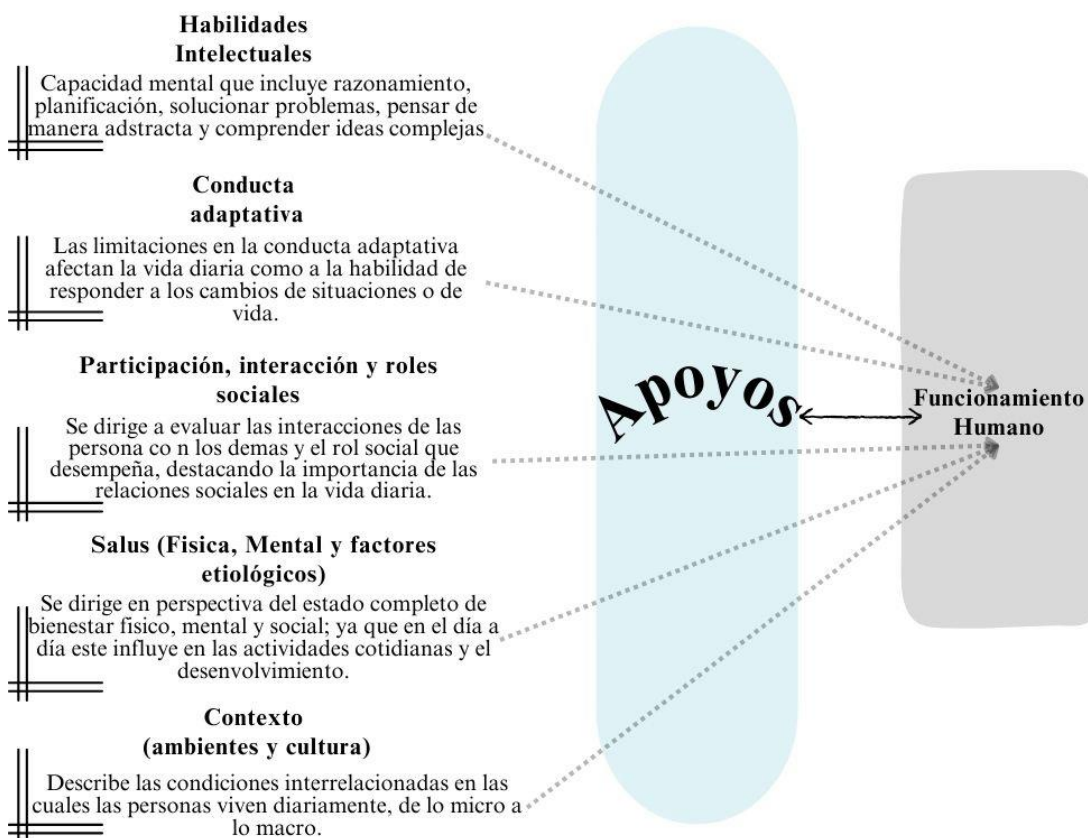 Habilidades
Intelectuales
Capacidad mental que incluye razonamiento,
planificación, solucionar problemas, pensar de
manera adstracta y comprender ideas complejas
Conducta
adaptativa
Las limitaciones en la conducta adaptativa
afectan la vida diaria como a la habilidad de
responder a los cambios de situaciones o de
vida.
Participación, interacción y roles
sociales
Se dirige a evaluar las interacciones de las
persona co n los demas y el rol social que
desempeña, destacando la importancia de las
relaciones sociales en la vida diaria.
Salus (Fisica, Mental y factores
etiológicos)
Se dirige en perspectiva del estado completo de
bienestar fisico, mental y social; ya que en el día a
día este influye en las actividades cotidianas y el
desenvolvimiento.
Contexto
(ambientes y cultura)
Describe las condiciones interrelacionadas en las
cuales las personas viven diariamente, de lo micro a
lo macro.
Apoyos
Funcionamiento
Humano